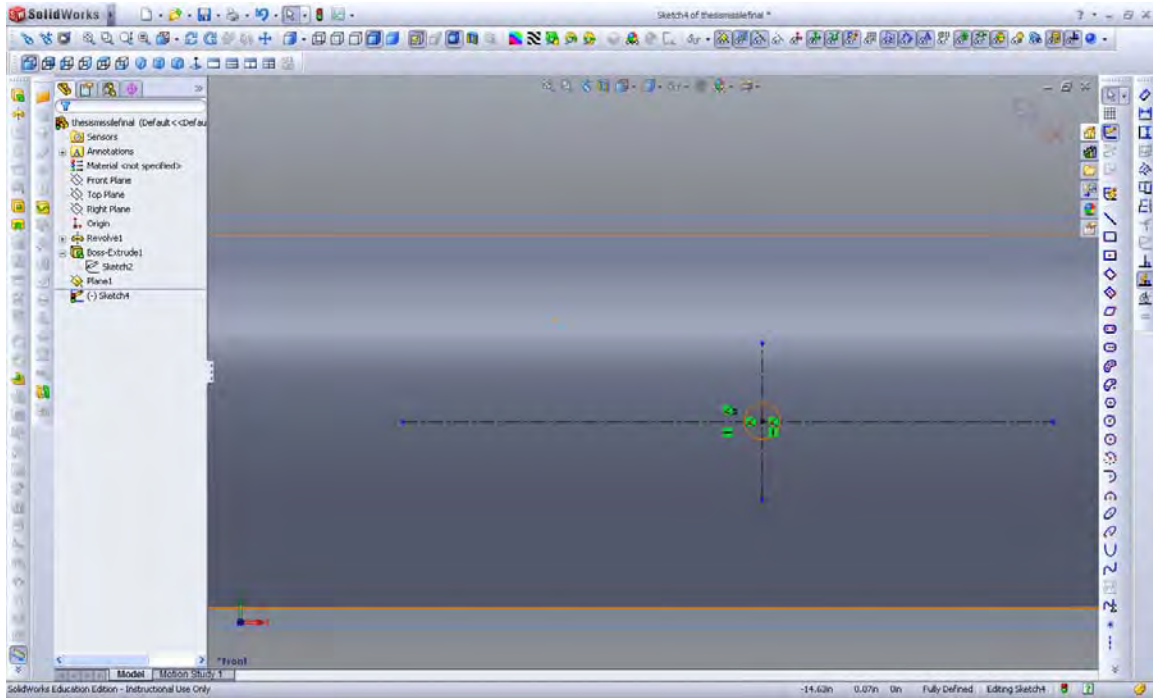 SolidWorks
Sketch4 of thesismisslefinal *
thesismisslefinal (Default<<Defau
Sensors
Annotations
Material <not specified>
Front Plane
Top Plane
Right Plane
Origin
Revolve1
Boss-Extrude1
Sketch2
Plane1
(-) Sketch4
*Front
Model Motion Study 1
SolidWorks Education Edition - Instructional Use Only
-14.63in 0.07in 0in Fully Defined Editing Sketch4